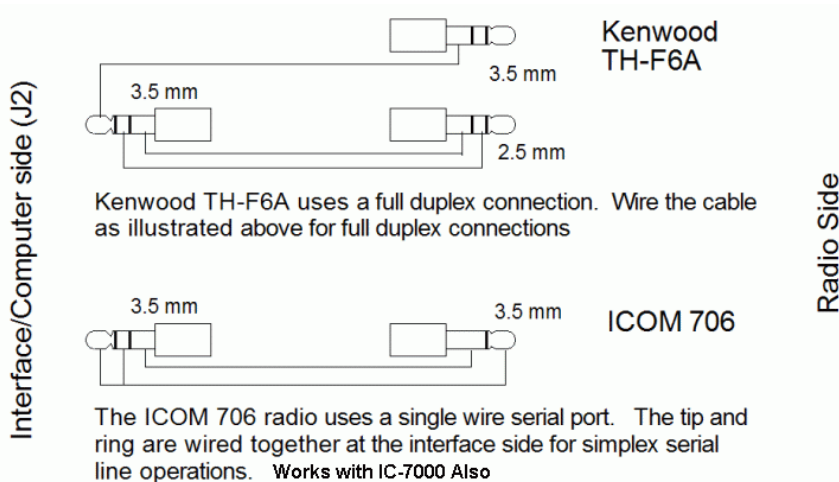 Interface/Computer side (J2)
Kenwood
TH-F6A
3.5 mm
3.5 mm
2.5 mm
Kenwood TH-F6A uses a full duplex connection. Wire the cable
as illustrated above for full duplex connections
Radio Side
3.5 mm
3.5 mm
ICOM 706
The ICOM 706 radio uses a single wire serial port. The tip and
ring are wired together at the interface side for simplex serial
line operations. Works with IC-7000 Also